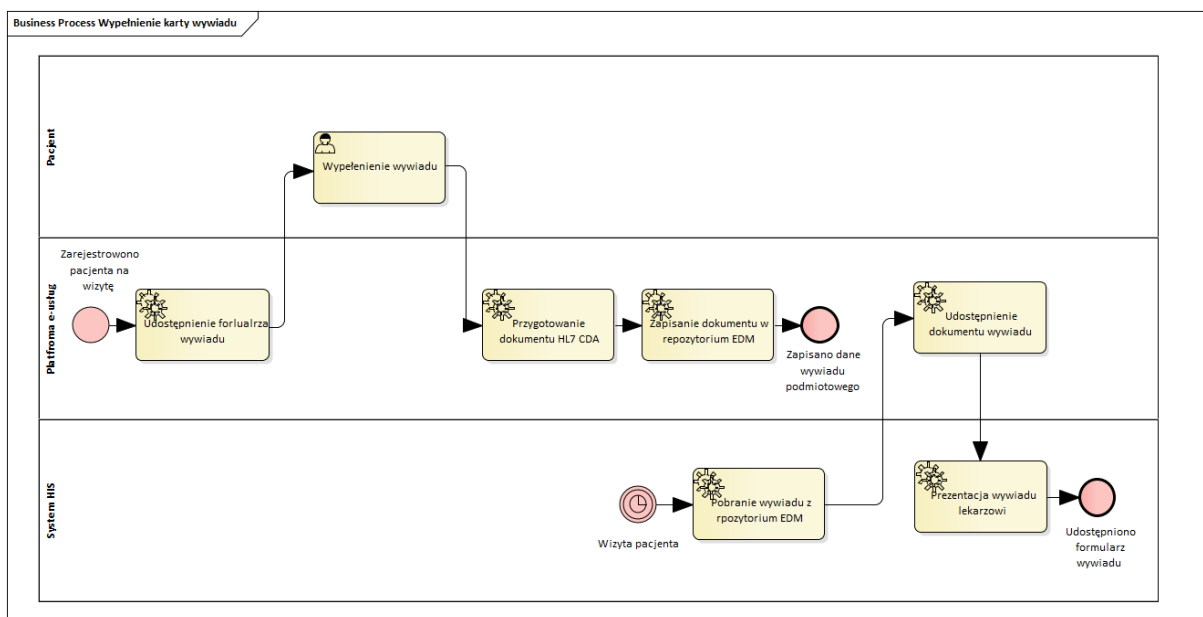 Business Process Wypełnienie karty wywiadu
Pacjent
Wypełenienie wywiadu
Platfroma e-usług
Zarejestrowono
pacjenta na
wizytę
Udostępnienie forlualrza
wywiadu
Przygotowanie
dokumentu HL7 CDA
Zapisanie dokumentu w
repozytorium EDM
Zapisano dane
wywiadu
podmiotowego
Udostępnienie
dokumentu wywiadu
System HIS
Wizyta pacjenta
Pobranie wywiadu z
rpozytorium EDM
Prezentacja wywiadu
lekarzowi
Udostępniono
formularz
wywiadu